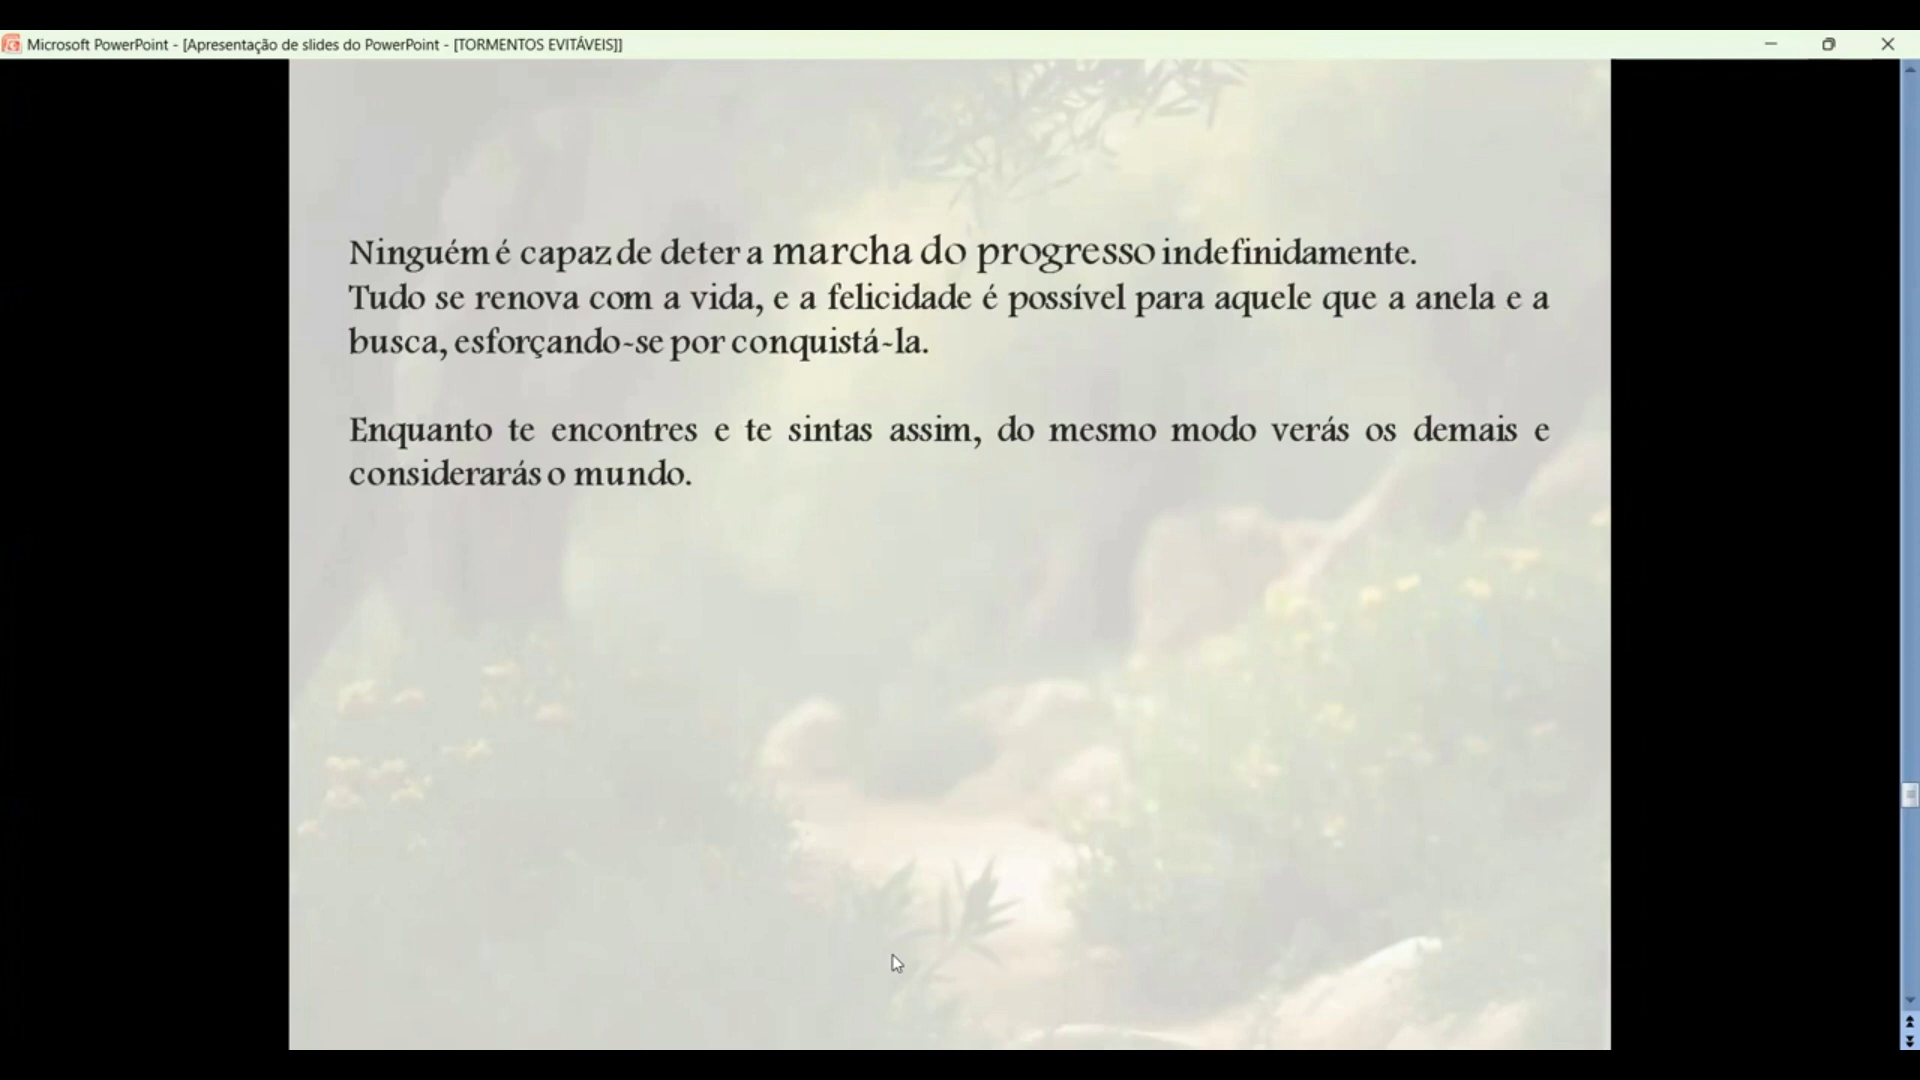 Microsoft PowerPoint - [Apresentação de slides do PowerPoint - [TORMENTOS EVITÁVEIS]]
Ninguém é capaz de deter a marcha do progresso indefinidamente.
Tudo se renova com a vida, e a felicidade é possível para aquele que a anela e a
busca, esforçando-se por conquistá-la.
Enquanto te encontres e te sintas assim, do mesmo modo verás os demais e
considerarás o mundo.